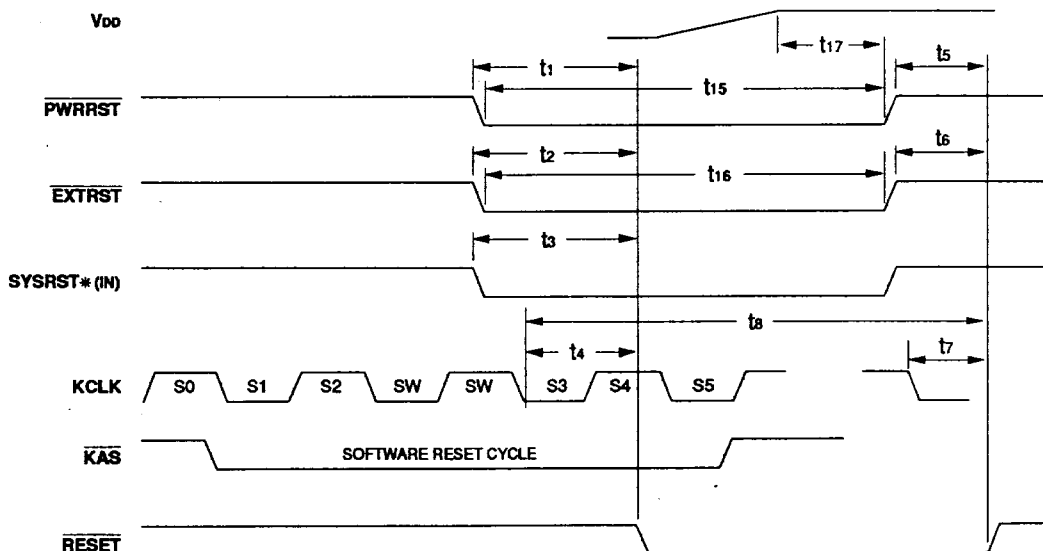 VDD
t17
t5
t1
t15
PWRRST
t6
t2
t16
EXTRST
t3
SYSRST* (IN)
t8
t7
t4
KCLK S0 S1 S2 SW SW S3 S4 S5
KAS SOFTWARE RESET CYCLE
RESET